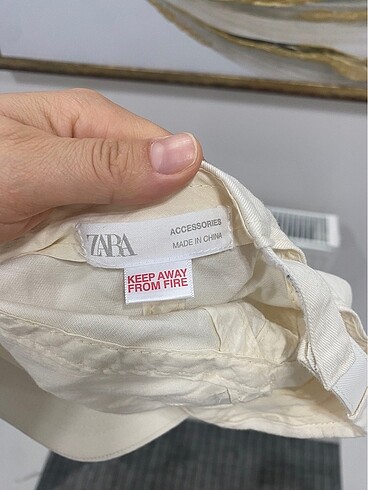 ZARA
ACCESSORIES
MADE IN CHINA
KEEP AWAY
FROM FIRE